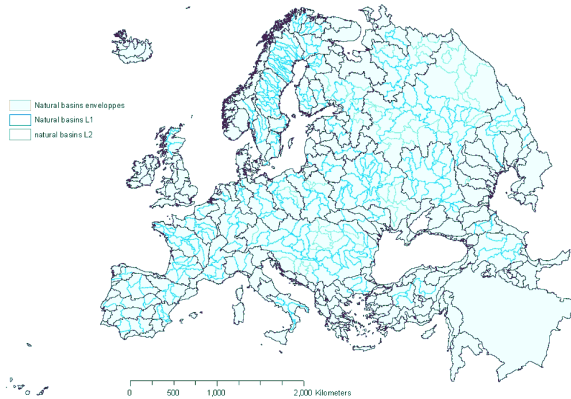 Natural basins enveloppes
Natural basins L1
natural basins L2
0 500 1,000 2,000 Kilometers